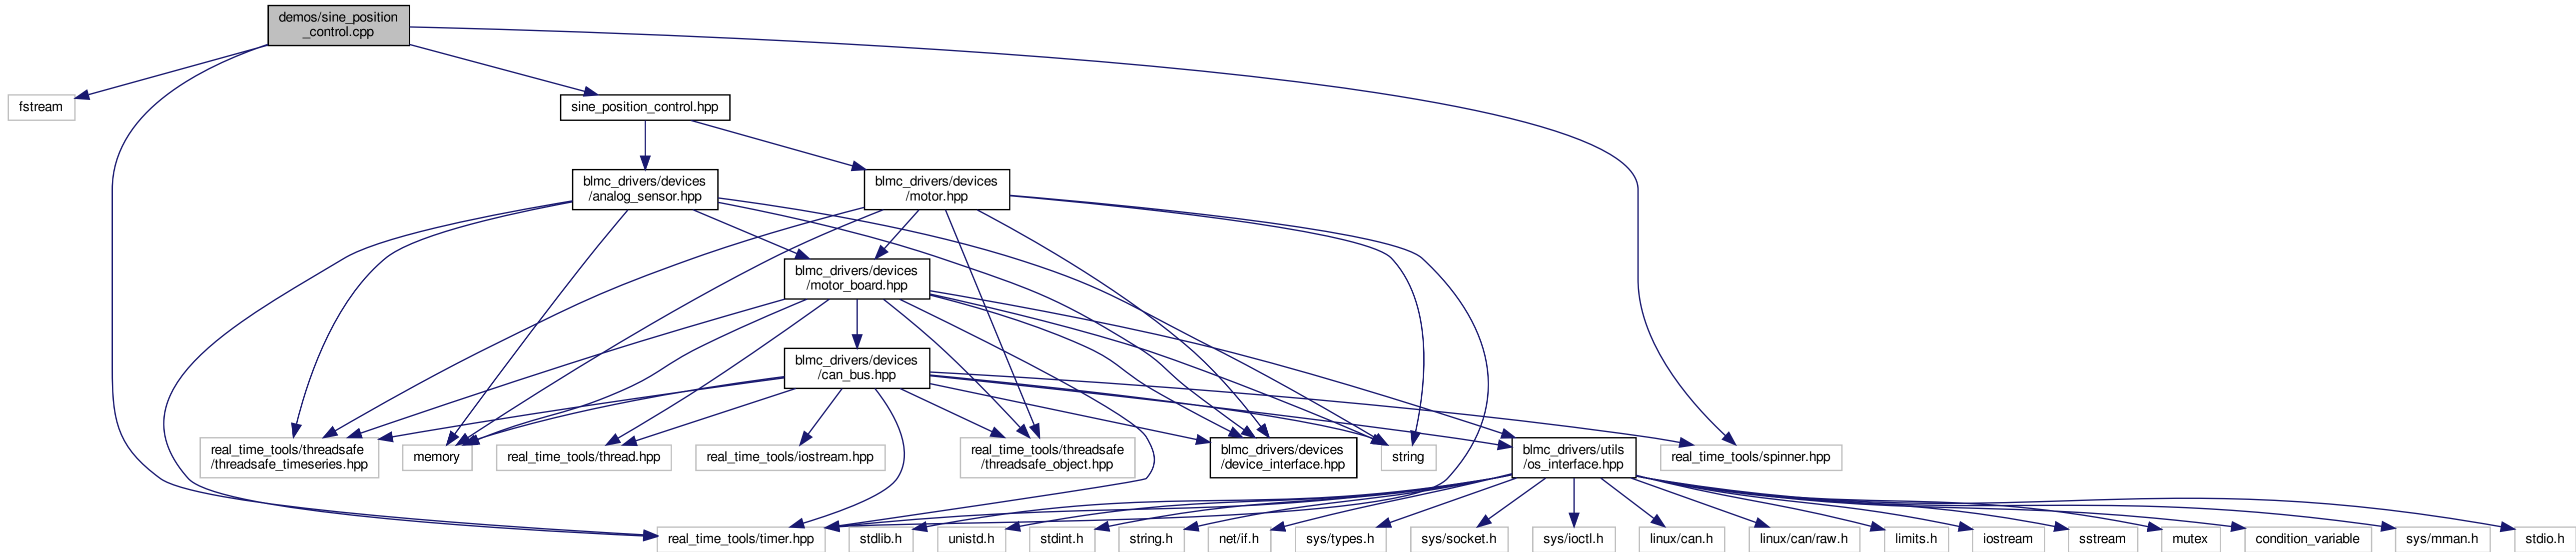 demos/sine_position
_control.cpp
fstream
sine_position_control.hpp
blmc_drivers/devices
/analog_sensor.hpp
blmc_drivers/devices
/motor.hpp
blmc_drivers/devices
/motor_board.hpp
blmc_drivers/devices
/can_bus.hpp
real_time_tools/threadsafe
/threadsafe_timeseries.hpp
memory
real_time_tools/thread.hpp
real_time_tools/iostream.hpp
real_time_tools/threadsafe
/threadsafe_object.hpp
blmc_drivers/devices
/device_interface.hpp
string
blmc_drivers/utils
/os_interface.hpp
real_time_tools/spinner.hpp
real_time_tools/timer.hpp
stdlib.h
unistd.h
stdint.h
string.h
net/if.h
sys/types.h
sys/socket.h
sys/ioctl.h
linux/can.h
linux/can/raw.h
limits.h
iostream
sstream
mutex
condition_variable
sys/mman.h
stdio.h